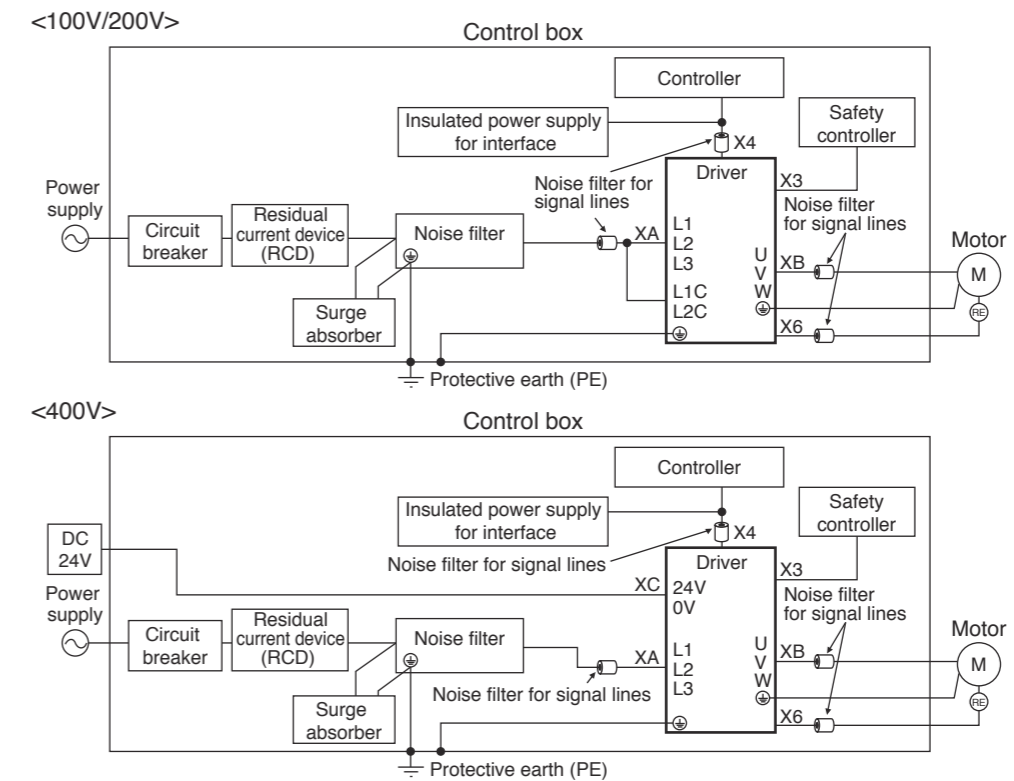 <100V/200V>
Control box
Controller
Insulated power supply
for interface
Safety
controller
X4
Driver
X3
Noise filter for
signal lines
Noise filter
for signal lines
Power
supply
Circuit
breaker
Residual
current device
(RCD)
Noise filter
Surge
absorber
XA
L1
L2
L3
L1C
L2C
U
V
W
XB
X6
Motor
M
RE
Protective earth (PE)
<400V>
Control box
Controller
Insulated power supply
for interface
Safety
controller
X4
Noise filter for signal lines
Driver
X3
DC
24V
XC
24V
0V
Noise filter
for signal lines
Power
supply
Circuit
breaker
Residual
current device
(RCD)
Noise filter
Surge
absorber
XA
L1
L2
L3
Noise filter for signal lines
U
V
W
XB
X6
Motor
M
RE
Protective earth (PE)